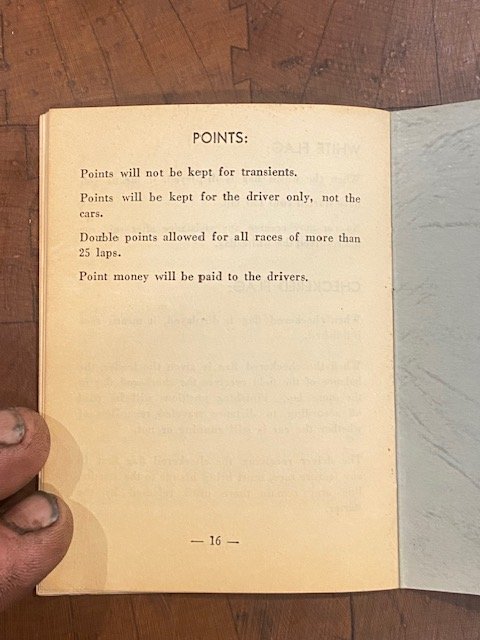 POINTS:
Points will not be kept for transients.
Points will be kept for the driver only, not the
cars.
Double points allowed for all races of more than
25 laps.
Point money will be paid to the drivers.
— 16 —